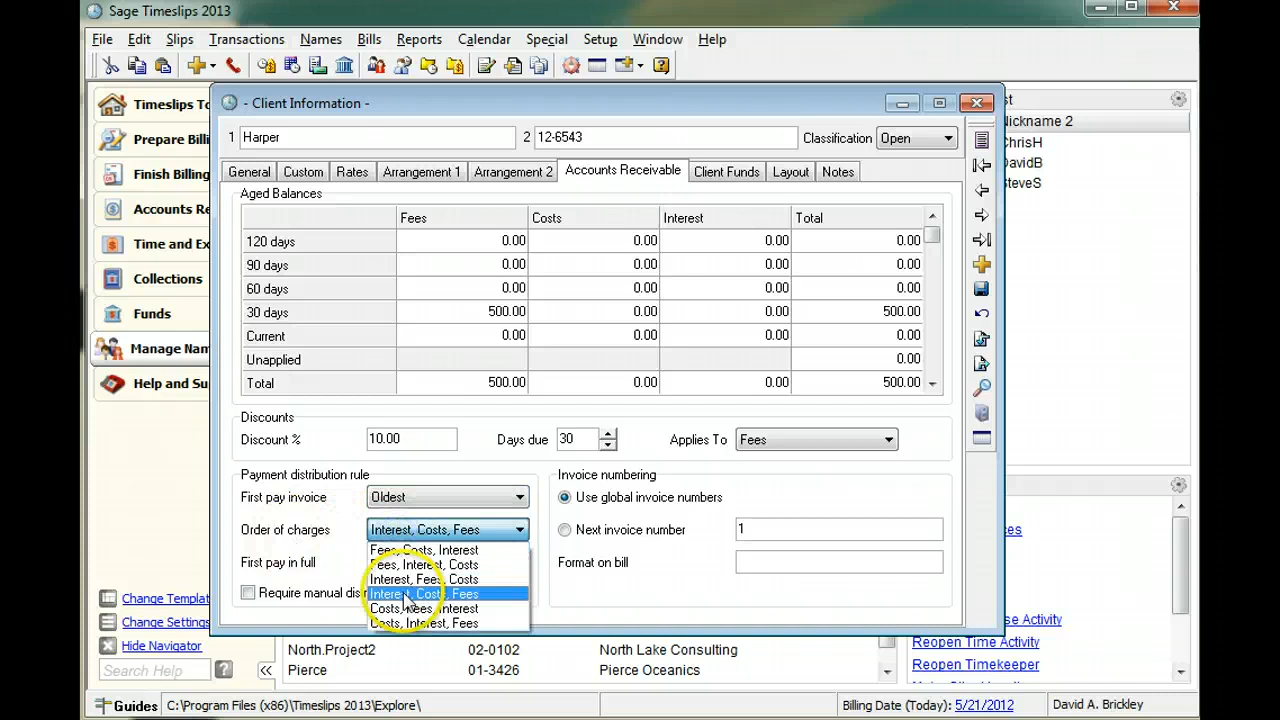 Sage Timeslips 2013
File Edit Slips Transactions Names Bills Reports Calendar Special Setup Window Help
Timeslips To
Prepare Billi
Finish Billing
Accounts Re
Time and Ex
Collections
Funds
Manage Nam
Help and Su
Change Templat
Change Settings
Hide Navigator
Search Help
- Client Information -
1 Harper 2 12-6543 Classification Open
General Custom Rates Arrangement 1 Arrangement 2 Accounts Receivable Client Funds Layout Notes
Aged Balances
Fees Costs Interest Total
120 days 0.00 0.00 0.00 0.00
90 days 0.00 0.00 0.00 0.00
60 days 0.00 0.00 0.00 0.00
30 days 500.00 0.00 0.00 500.00
Current 0.00 0.00 0.00 0.00
Unapplied 0.00
Total 500.00 0.00 0.00 500.00
Discounts
Discount % 10.00 Days due 30 Applies To Fees
Payment distribution rule
First pay invoice Oldest
Order of charges Interest, Costs, Fees
Fees, Costs, Interest
Fees, Interest, Costs
Interest, Fees, Costs
Interest, Costs, Fees
Costs, Fees, Interest
Costs, Interest, Fees
First pay in full
Require manual dist
Invoice numbering
Use global invoice numbers
Next invoice number 1
Format on bill
st
Nickname 2
ChrisH
DavidB
SteveS
ces
se Activity
Reopen Time Activity
Reopen Timekeeper
North.Project2 02-0102 North Lake Consulting
Pierce 01-3426 Pierce Oceanics
Guides C:\Program Files (x86)\Timeslips 2013\Explore\ Billing Date (Today): 5/21/2012 David A. Brickley